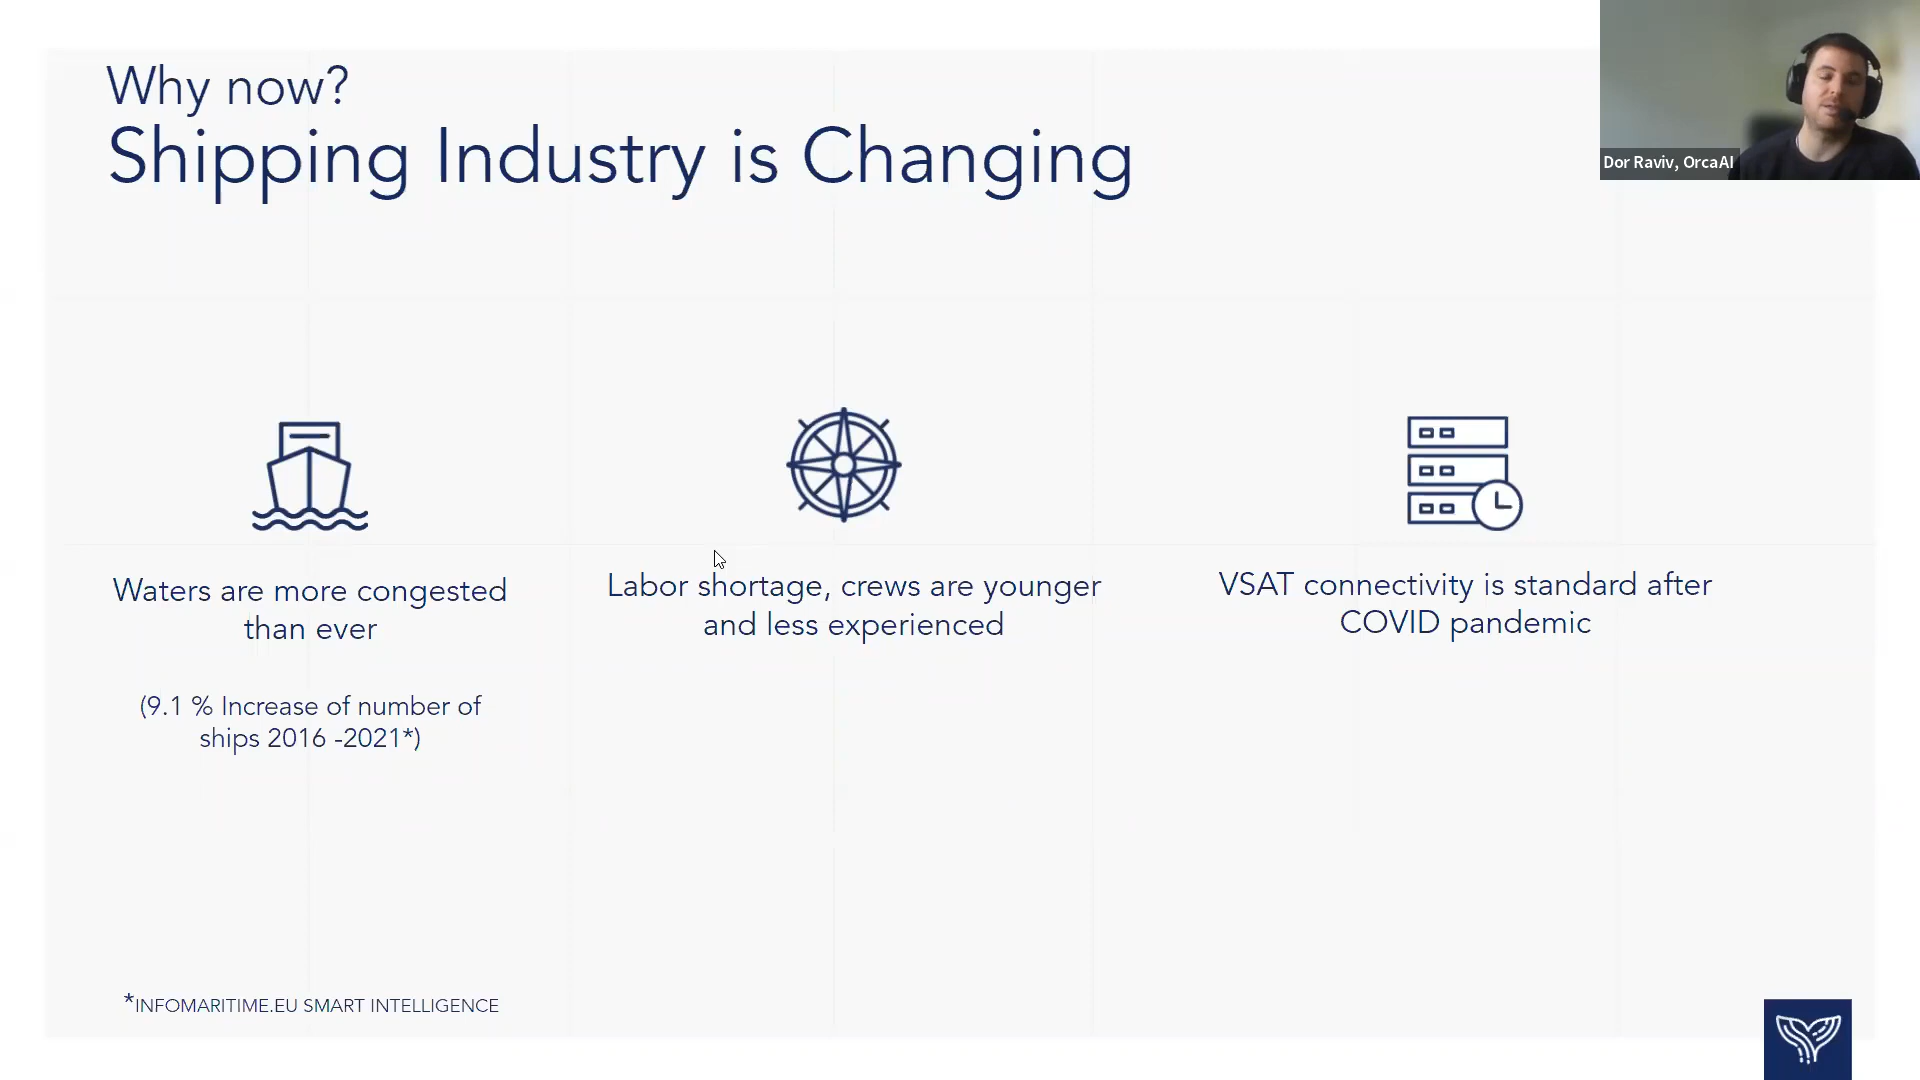 Why now?
Shipping Industry is Changing
Dor Raviv, OrcaAI
Waters are more congested
than ever
(9.1 % Increase of number of
ships 2016 -2021*)
Labor shortage, crews are younger
and less experienced
VSAT connectivity is standard after
COVID pandemic
*INFOMARITIME.EU SMART INTELLIGENCE